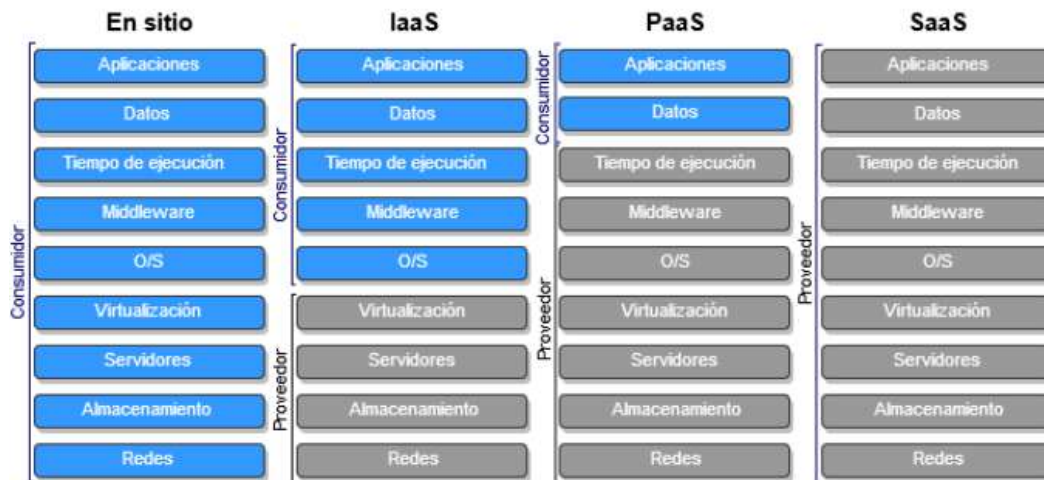 En sitio
IaaS
PaaS
SaaS
Consumidor
Aplicaciones
Datos
Tiempo de ejecución
Middleware
O/S
Virtualización
Servidores
Almacenamiento
Redes
Consumidor
Proveedor
Aplicaciones
Datos
Tiempo de ejecución
Middleware
O/S
Virtualización
Servidores
Almacenamiento
Redes
Consumidor
Proveedor
Aplicaciones
Datos
Tiempo de ejecución
Middleware
O/S
Virtualización
Servidores
Almacenamiento
Redes
Proveedor
Aplicaciones
Datos
Tiempo de ejecución
Middleware
O/S
Virtualización
Servidores
Almacenamiento
Redes